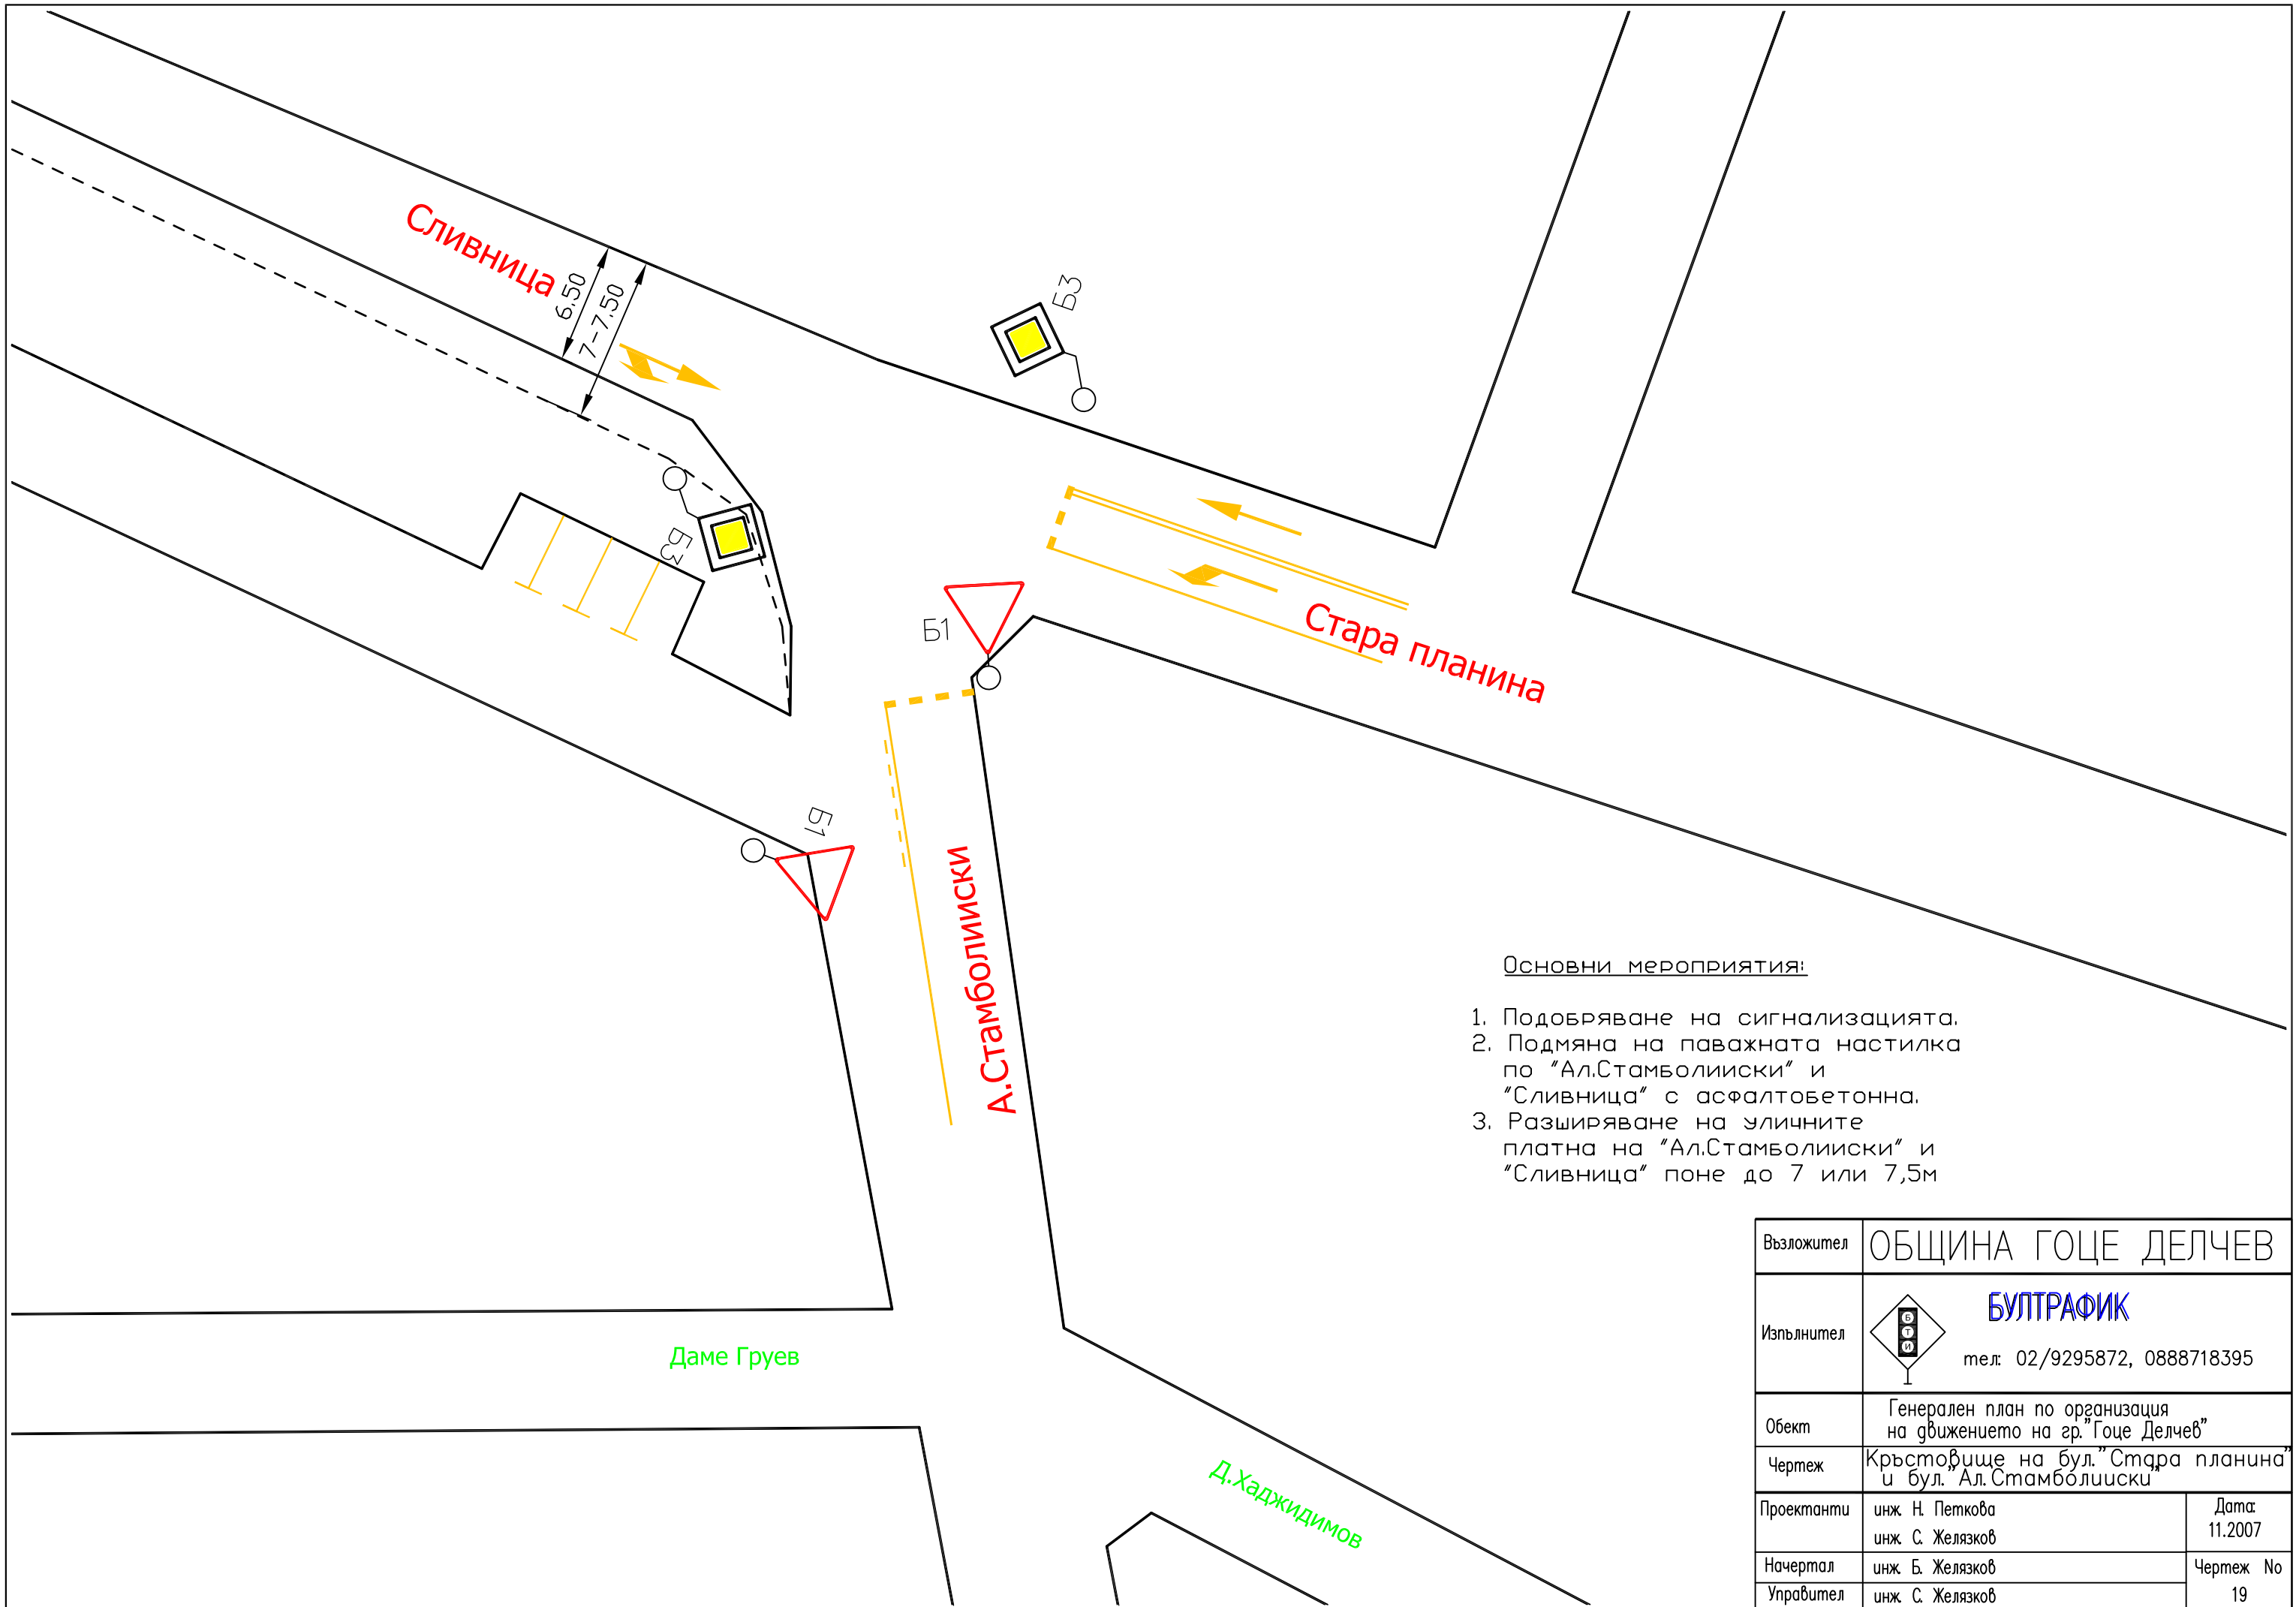 Сливница
6.50
7-7.50
Б3
Б3
Стара планина
Б1
Б1
А.Стамболииски
Основни мероприятия:
1. Подобряване на сигнализацията.
2. Подмяна на паважната настилка
по "Ал.Стамболииски" и
"Сливница" с асфалтобетонна.
3. Разширяване на уличните
платна на "Ал.Стамболииски" и
"Сливница" поне до 7 или 7,5м
Даме Груев
Д.Хаджидимов
Възложител ОБЩИНА ГОЦЕ ДЕЛЧЕВ
Изпълнител
Б
Т
И
БУЛТРАФИК
тел: 02/9295872, 0888718395
Обект
Генерален план по организация
на движението на гр."Гоце Делчев"
Чертеж
Кръстовище на бул."Стара планина"
и бул."Ал.Стамболииски"
Проектанти инж. Н. Петкова
инж. С. Желязков
Дата:
11.2007
Начертал инж. Б. Желязков
Управител инж. С. Желязков
Чертеж No
19